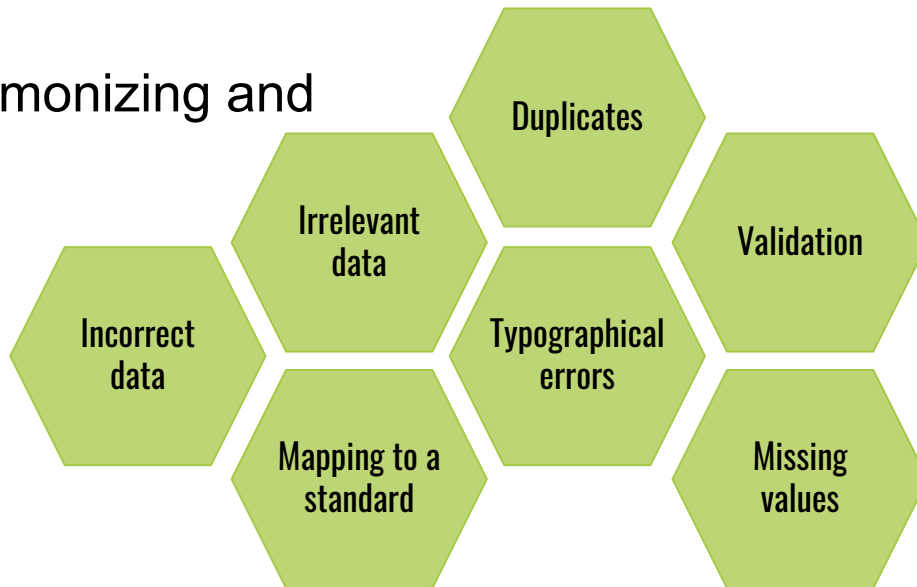 monizing and
Duplicates
Irrelevant
data
Validation
Incorrect
data
Typographical
errors
Mapping to a
standard
Missing
values